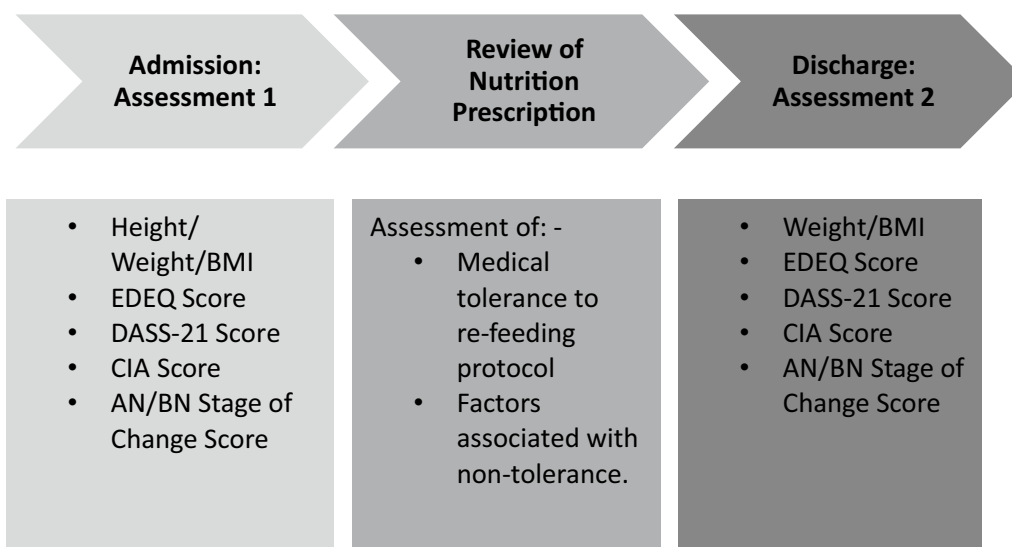 Admission:
Assessment 1
Review of
Nutrition
Prescription
Discharge:
Assessment 2
• Height/
Weight/BMI
• EDEQ Score
• DASS-21 Score
• CIA Score
• AN/BN Stage of
Change Score
Assessment of: -
• Medical
tolerance to
re-feeding
protocol
• Factors
associated with
non-tolerance.
• Weight/BMI
• EDEQ Score
• DASS-21 Score
• CIA Score
• AN/BN Stage of
Change Score